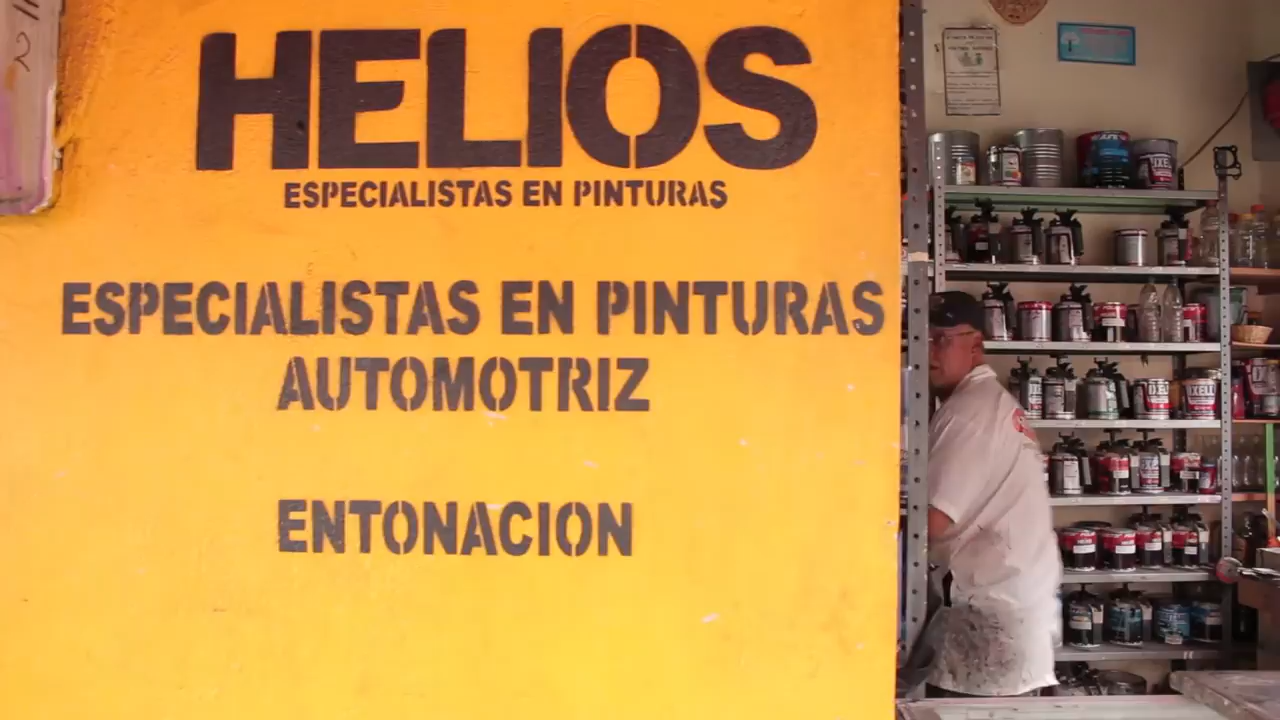 HELIOS
ESPECIALISTAS EN PINTURAS
ESPECIALISTAS EN PINTURAS
AUTOMOTRIZ
ENTONACION